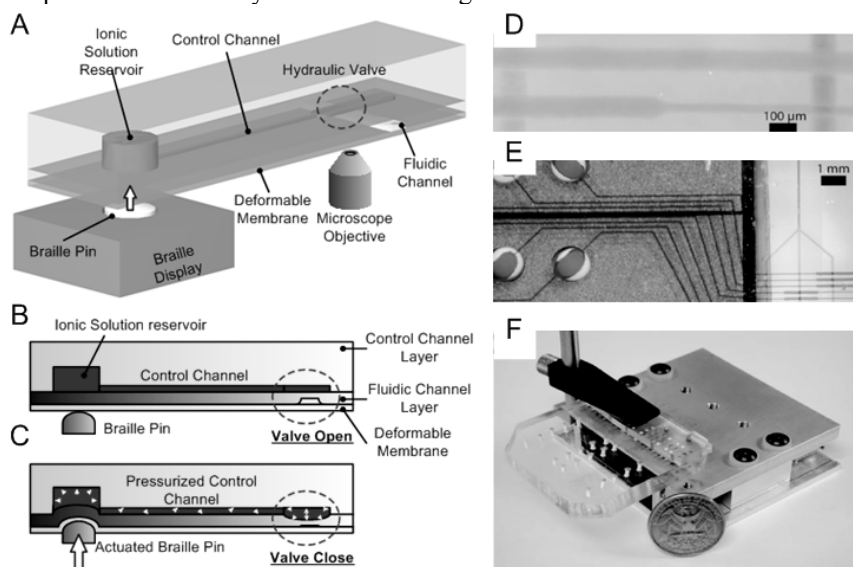 A
Ionic
Solution
Reservoir
Control Channel
Hydraulic Valve
Fluidic
Channel
Deformable
Membrane
Microscope
Objective
Braille Pin
Braille
Display
B
Ionic Solution reservoir
Control Channel
Control Channel
Layer
Fluidic Channel
Layer
Braille Pin
Valve Open
Deformable
Membrane
C
Pressurized Control
Channel
Actuated Braille Pin
Valve Close
D
100 µm
E
1 mm
F